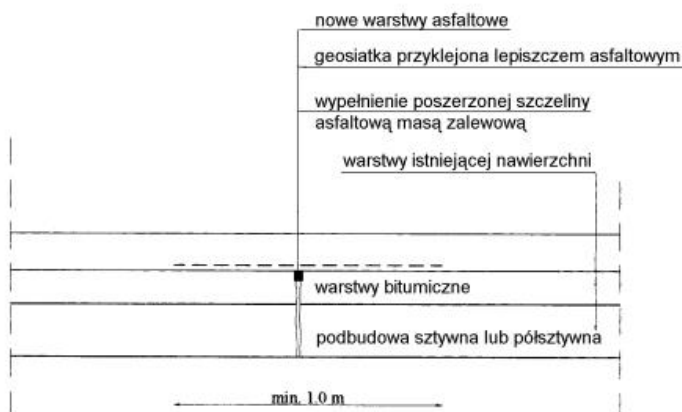 nowe warstwy asfaltowe
geosiatka przyklejona lepiszczem asfaltowym
wypełnienie poszerzonej szczeliny
asfaltową masą zalewową
warstwy istniejącej nawierzchni
warstwy bitumiczne
podbudowa sztywna lub półsztywna
min. 1.0 m